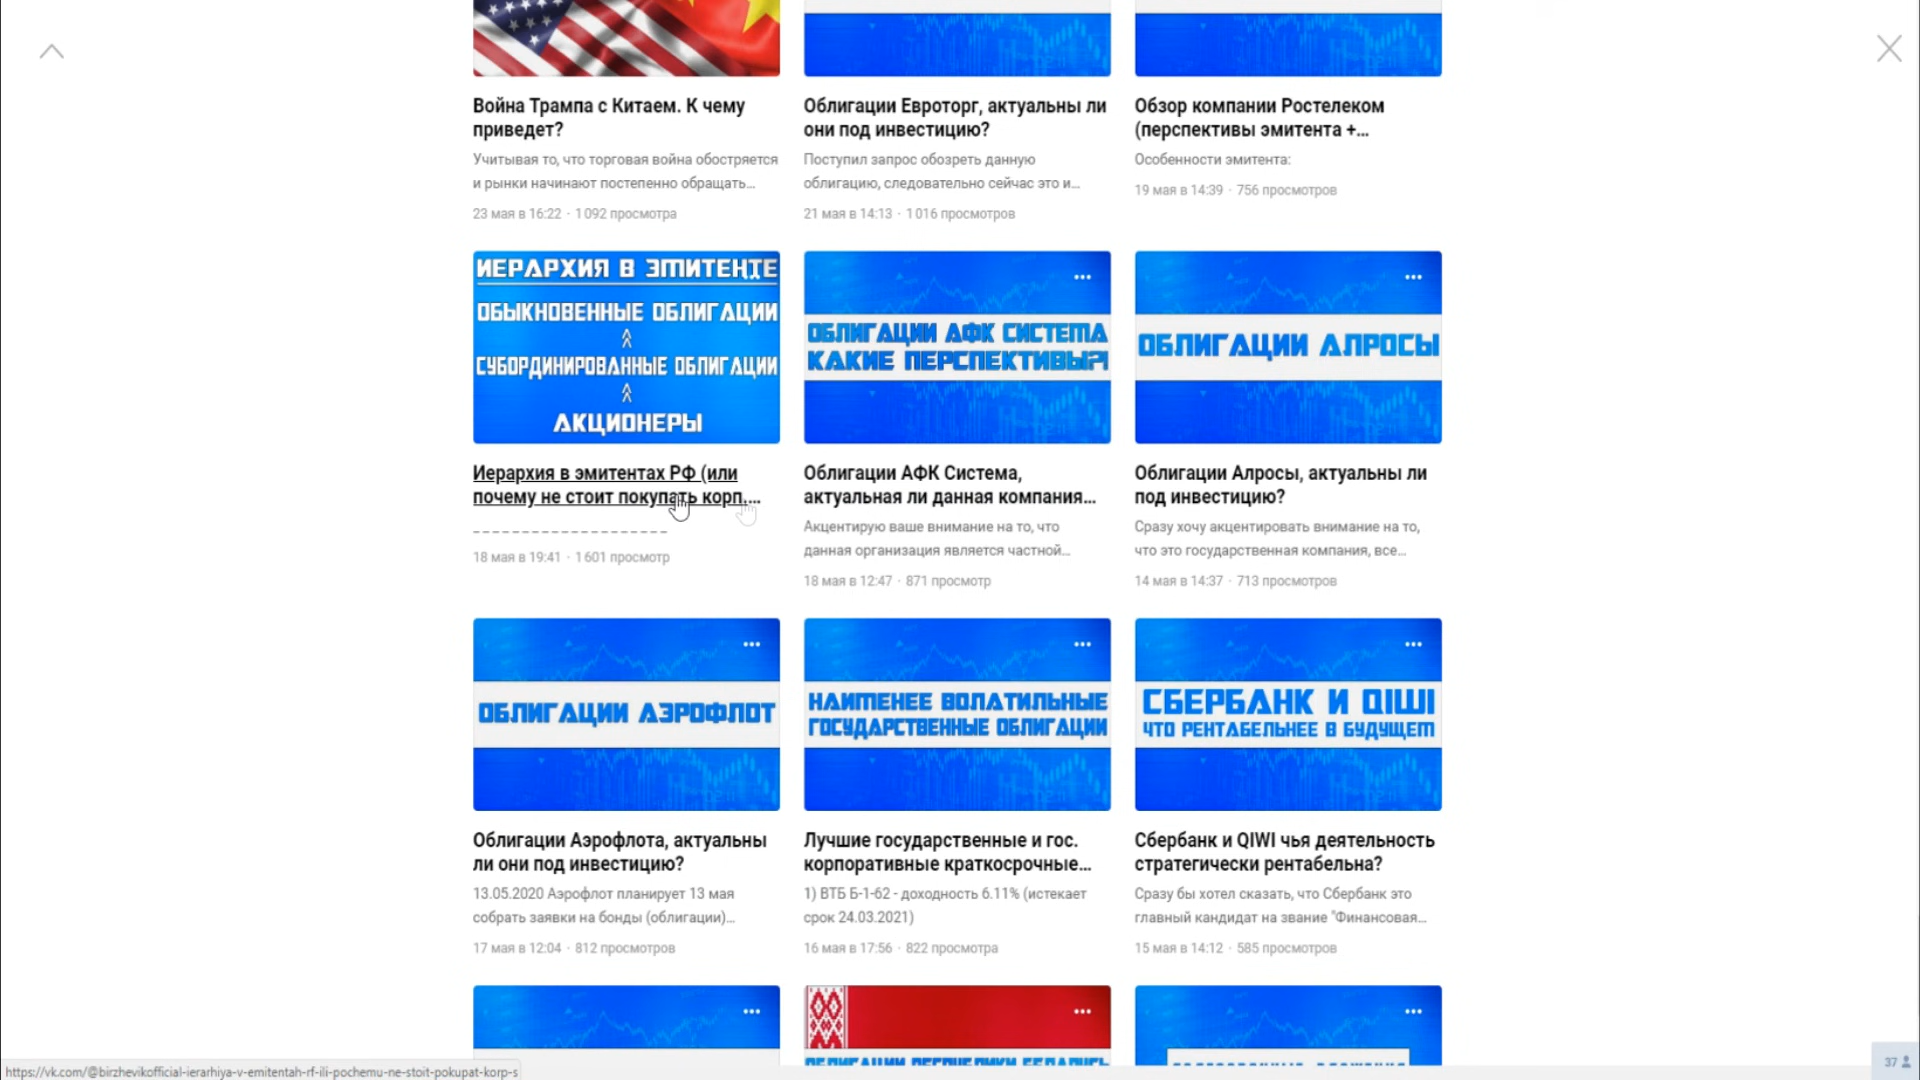 Война Трампа с Китаем. К чему
приведет?
Учитывая то, что торговая война обостряется
и рынки начинают постепенно обращать...
23 мая в 16:22 · 1 092 просмотра
Облигации Евроторг, актуальны ли
они под инвестицию?
Поступил запрос обозреть данную
облигацию, следовательно сейчас это и...
21 мая в 14:13 · 1 016 просмотров
Обзор компании Ростелеком
(перспективы эмитента +...
Особенности эмитента:
19 мая в 14:39 · 756 просмотров
ИЕРАРХИЯ В ЭМИТЕНТЕ
ОБЫКНОВЕННЫЕ ОБЛИГАЦИИ
СУБОРДИНИРОВАННЫЕ ОБЛИГАЦИИ
АКЦИОНЕРЫ
Иерархия в эмитентах РФ (или
почему не стоит покупать корп....
18 мая в 19:41 · 1 601 просмотр
ОБЛИГАЦИИ АФК СИСТЕМА
КАКИЕ ПЕРСПЕКТИВЫ?!
Облигации АФК Система,
актуальная ли данная компания...
Акцентирую ваше внимание на то, что
данная организация является частной...
18 мая в 12:47 · 871 просмотр
ОБЛИГАЦИИ АЛРОСЫ
Облигации Алросы, актуальны ли
под инвестицию?
Сразу хочу акцентировать внимание на то,
что это государственная компания, все...
14 мая в 14:37 · 713 просмотров
ОБЛИГАЦИИ АЭРОФЛОТ
Облигации Аэрофлота, актуальны
ли они под инвестицию?
13.05.2020 Аэрофлот планирует 13 мая
собрать заявки на бонды (облигации)...
17 мая в 12:04 · 812 просмотров
НАИМЕНЕЕ ВОЛАТИЛЬНЫЕ
ГОСУДАРСТВЕННЫЕ ОБЛИГАЦИИ
Лучшие государственные и гос.
корпоративные краткосрочные...
1) ВТБ Б-1-62 - доходность 6.11% (истекает
срок 24.03.2021)
16 мая в 17:56 · 822 просмотра
СБЕРБАНК И QIWI
ЧТО РЕНТАБЕЛЬНЕЕ В БУДУЩЕМ
Сбербанк и QIWI чья деятельность
стратегически рентабельна?
Сразу бы хотел сказать, что Сбербанк это
главный кандидат на звание "Финансовая...
15 мая в 14:12 · 585 просмотров
ОБЛИГАЦИИ РЕСПУБЛИКИ БЕЛАРУСЬ
37
https://vk.com/@birzhevikofficial-ierarhiya-v-emitentah-rf-ili-pochemu-ne-stoit-pokupat-korp-s